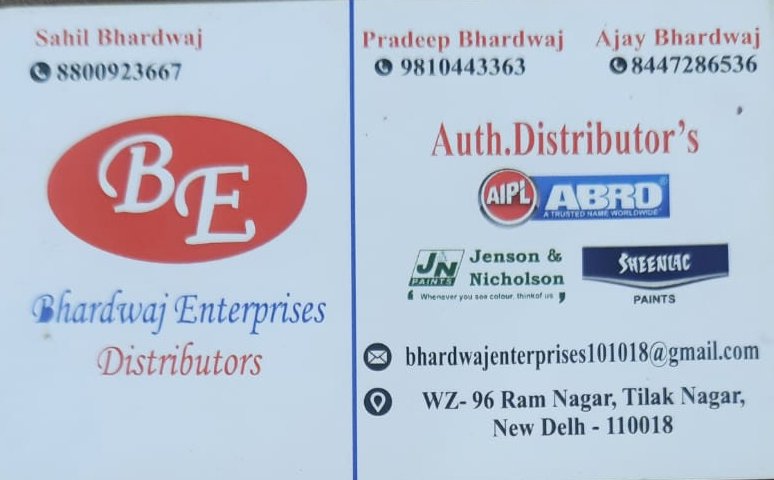 Sahil Bhardwaj
8800923667
BE
Bhardwaj Enterprises
Distributors
Pradeep Bhardwaj Ajay Bhardwaj
9810443363 8447286536
Auth.Distributor's
AIPL ABRO
A TRUSTED NAME WORLDWIDE
JN PAINTS Jenson & Nicholson
Whenever you see colour, thinkof us
SHEENLAC
PAINTS
bhardwajenterprises101018@gmail.com
WZ- 96 Ram Nagar, Tilak Nagar,
New Delh - 110018